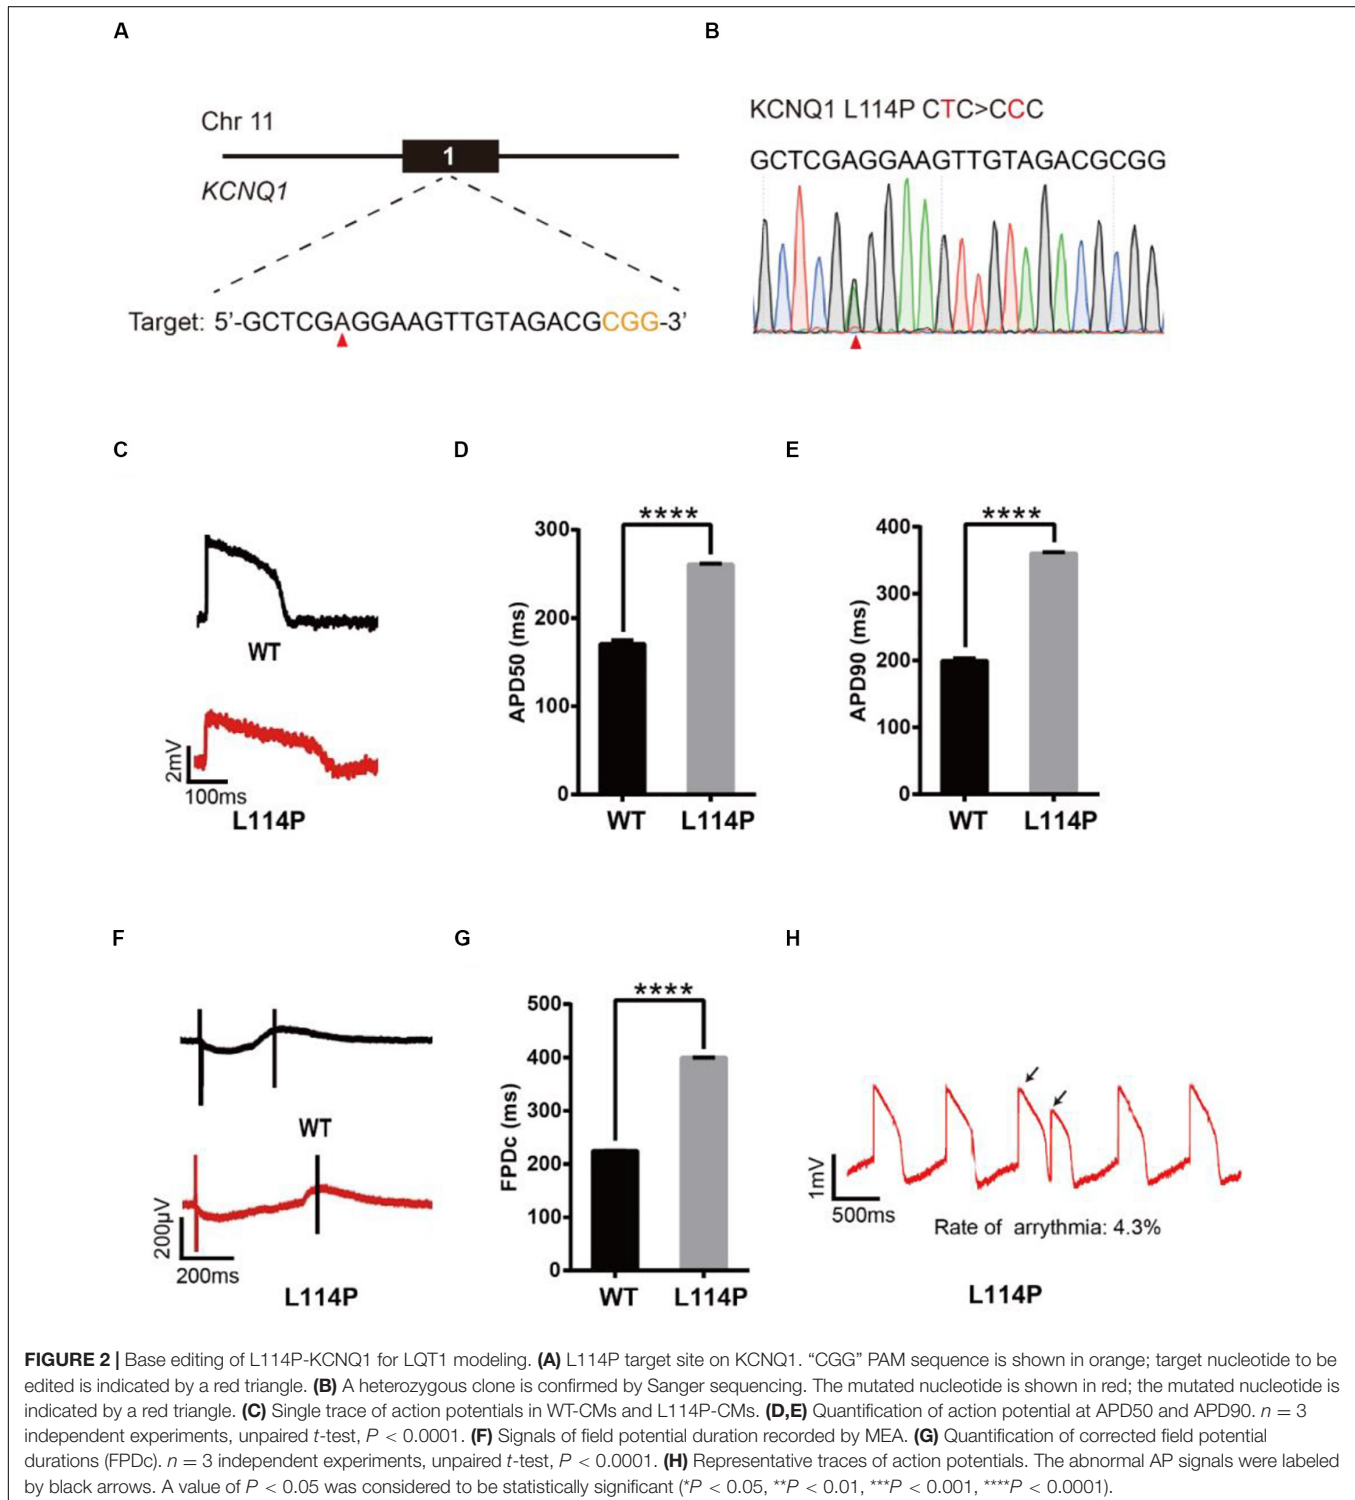 A
Chr 11
1
KCNQ1
Target: 5'-GCTCGAGGAAGTTGTAGACGCGG-3'
B
KCNQ1 L114P CTC>CCC
GCTCGAGGAAGTTGTAGACGCGG
C
WT
2mV
100ms
L114P
D
****
300
200
100
0
APD50 (ms)
WT L114P
E
****
400
300
200
100
0
APD90 (ms)
WT L114P
F
WT
200µV
200ms
L114P
G
****
500
400
300
200
100
0
FPDc (ms)
WT L114P
H
1mV
500ms
Rate of arrythmia: 4.3%
L114P
FIGURE 2 | Base editing of L114P-KCNQ1 for LQT1 modeling. (A) L114P target site on KCNQ1. “CGG” PAM sequence is shown in orange; target nucleotide to be
edited is indicated by a red triangle. (B) A heterozygous clone is confirmed by Sanger sequencing. The mutated nucleotide is shown in red; the mutated nucleotide is
indicated by a red triangle. (C) Single trace of action potentials in WT-CMs and L114P-CMs. (D,E) Quantification of action potential at APD50 and APD90. n = 3
independent experiments, unpaired t-test, P < 0.0001. (F) Signals of field potential duration recorded by MEA. (G) Quantification of corrected field potential
durations (FPDc). n = 3 independent experiments, unpaired t-test, P < 0.0001. (H) Representative traces of action potentials. The abnormal AP signals were labeled
by black arrows. A value of P < 0.05 was considered to be statistically significant (*P < 0.05, **P < 0.01, ***P < 0.001, ****P < 0.0001).